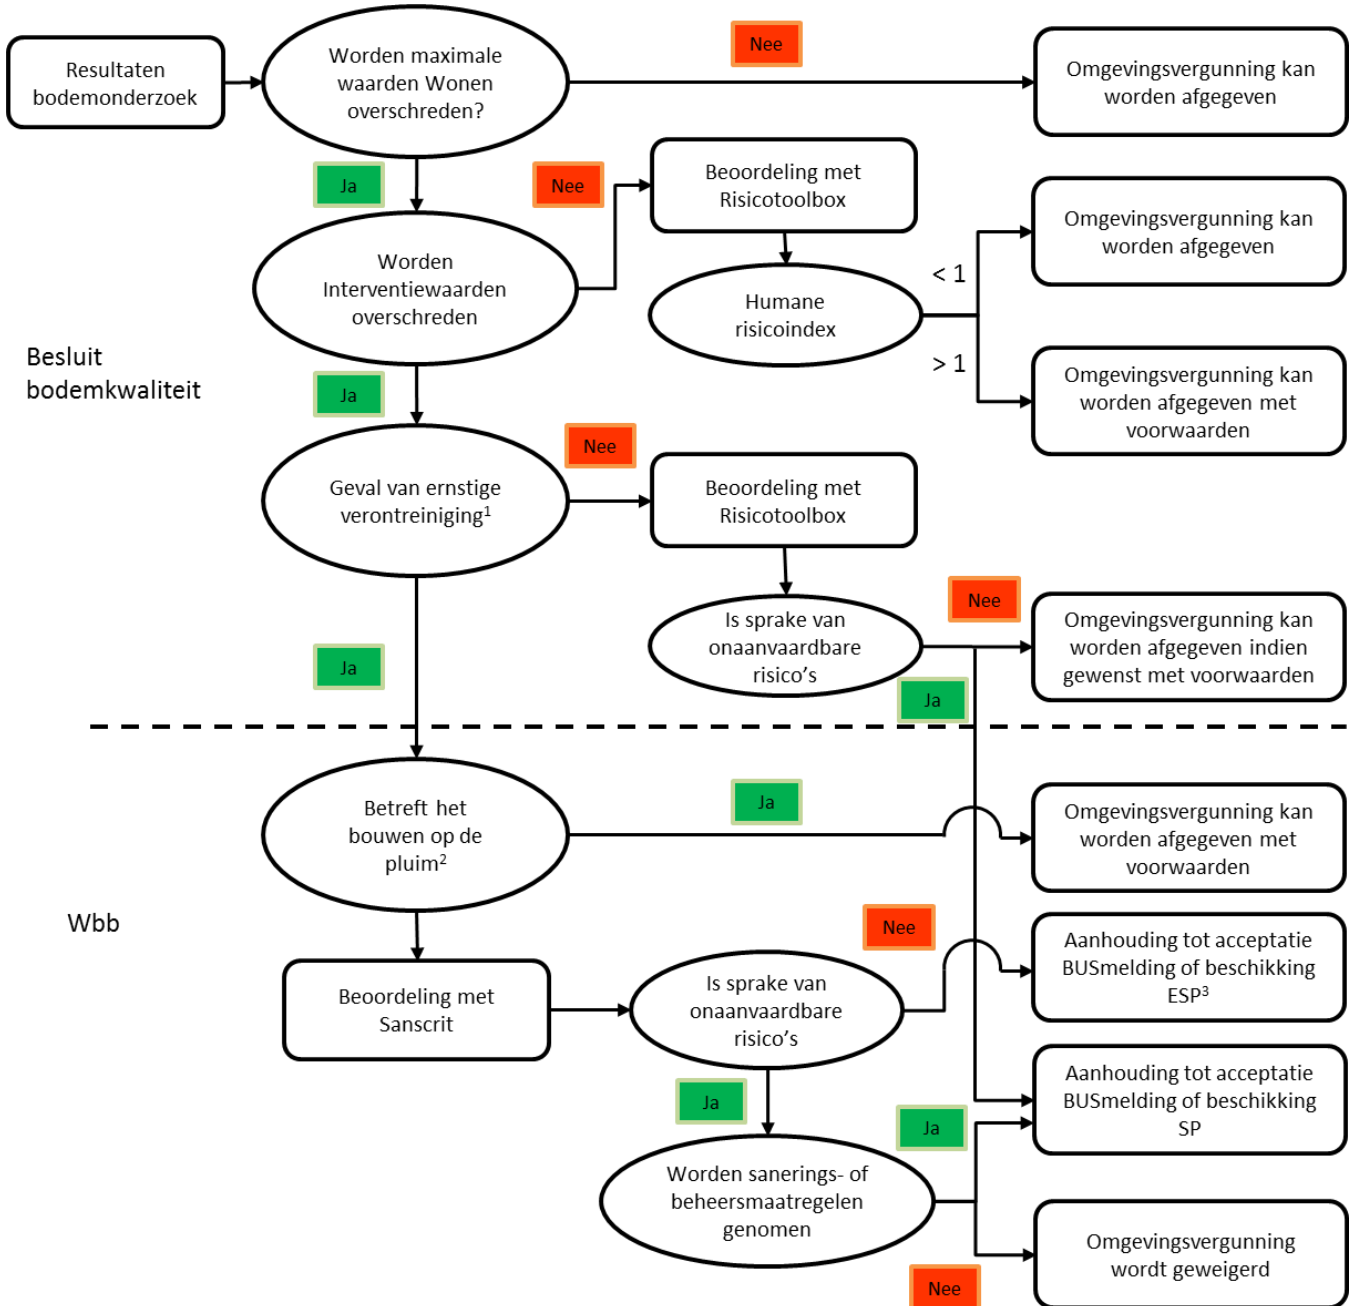 Resultaten
bodemonderzoek
Worden maximale
waarden Wonen
overschreden?
Nee
Omgevingsvergunning kan
worden afgegeven
Ja
Nee
Beoordeling met
Risicotoolbox
Worden
Interventiewaarden
overschreden
Humane
risicoindex
< 1
Omgevingsvergunning kan
worden afgegeven
> 1
Omgevingsvergunning kan
worden afgegeven met
voorwaarden
Besluit
bodemkwaliteit
Ja
Geval van ernstige
verontreiniging¹
Nee
Beoordeling met
Risicotoolbox
Is sprake van
onaanvaardbare
risico's
Nee
Omgevingsvergunning kan
worden afgegeven indien
gewenst met voorwaarden
Ja
Ja
Betreft het
bouwen op de
pluim²
Ja
Omgevingsvergunning kan
worden afgegeven met
voorwaarden
Wbb
Beoordeling met
Sanscrit
Is sprake van
onaanvaardbare
risico's
Nee
Aanhouding tot acceptatie
BUSmelding of beschikking
ESP³
Ja
Ja
Aanhouding tot acceptatie
BUSmelding of beschikking
SP
Worden sanerings- of
beheersmaatregelen
genomen
Nee
Omgevingsvergunning
wordt geweigerd